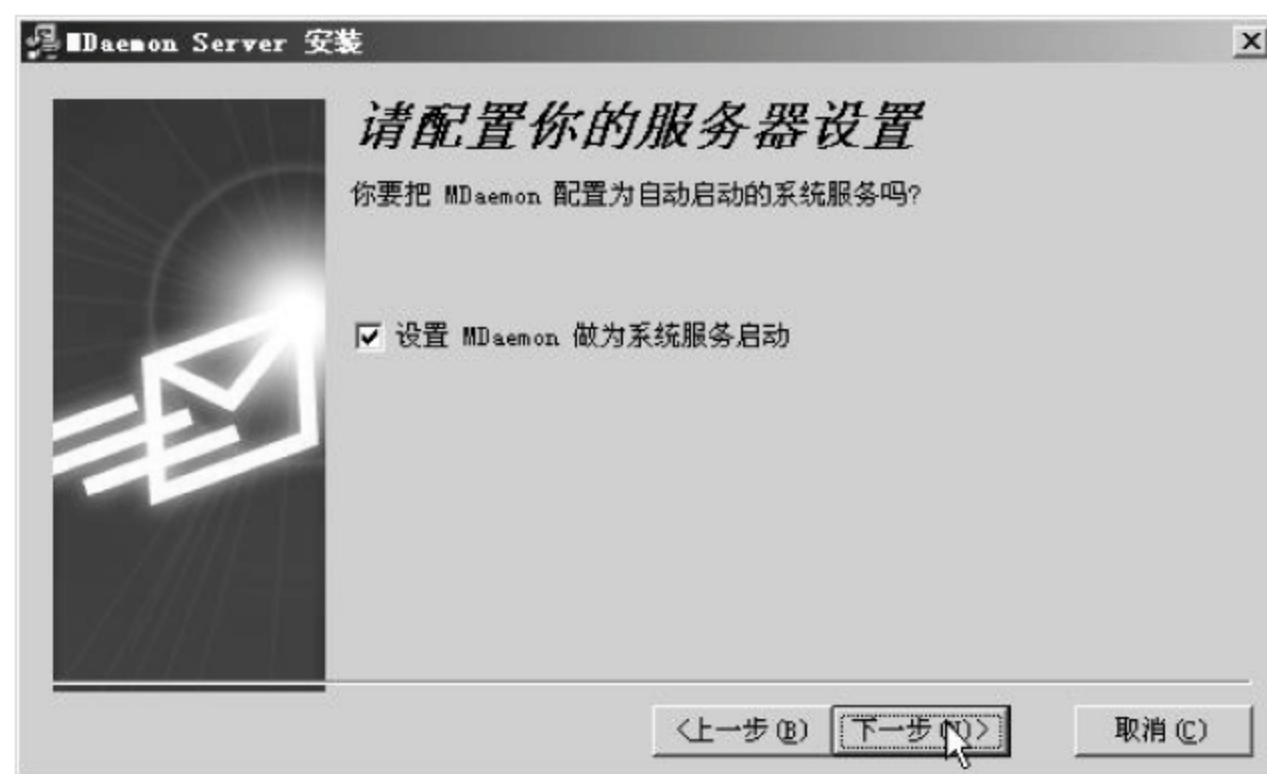 MDaemon Server 安装
请配置你的服务器设置
你要把 MDaemon 配置为自动启动的系统服务吗?
设置 MDaemon 做为系统服务启动
<上一步(B) 下一步(N)> 取消(C)